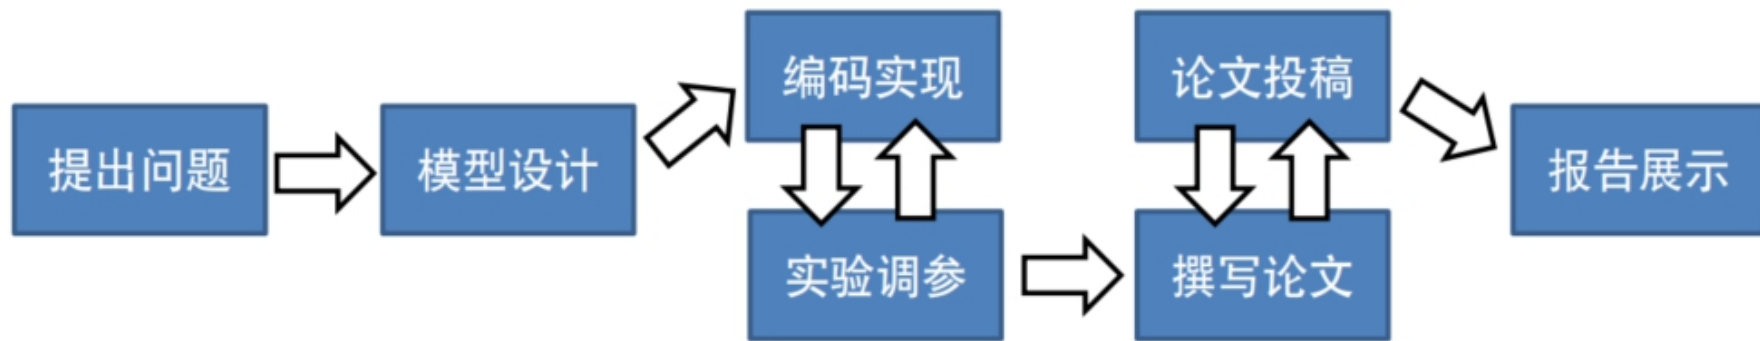 提出问题
模型设计
编码实现
实验调参
论文投稿
撰写论文
报告展示